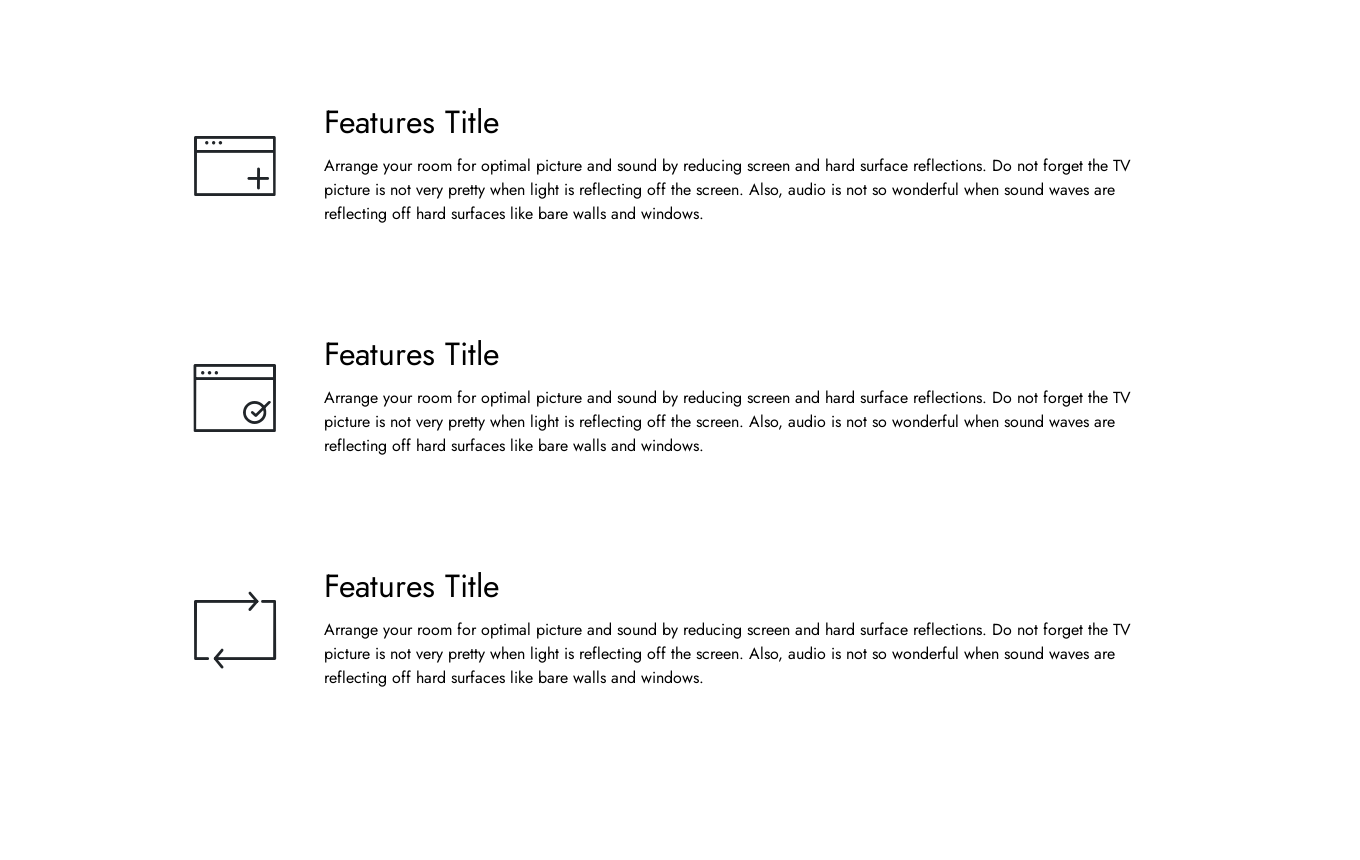 Features Title
Arrange your room for optimal picture and sound by reducing screen and hard surface reflections. Do not forget the TV
picture is not very pretty when light is reflecting off the screen. Also, audio is not so wonderful when sound waves are
reflecting off hard surfaces like bare walls and windows.
Features Title
Arrange your room for optimal picture and sound by reducing screen and hard surface reflections. Do not forget the TV
picture is not very pretty when light is reflecting off the screen. Also, audio is not so wonderful when sound waves are
reflecting off hard surfaces like bare walls and windows.
Features Title
Arrange your room for optimal picture and sound by reducing screen and hard surface reflections. Do not forget the TV
picture is not very pretty when light is reflecting off the screen. Also, audio is not so wonderful when sound waves are
reflecting off hard surfaces like bare walls and windows.